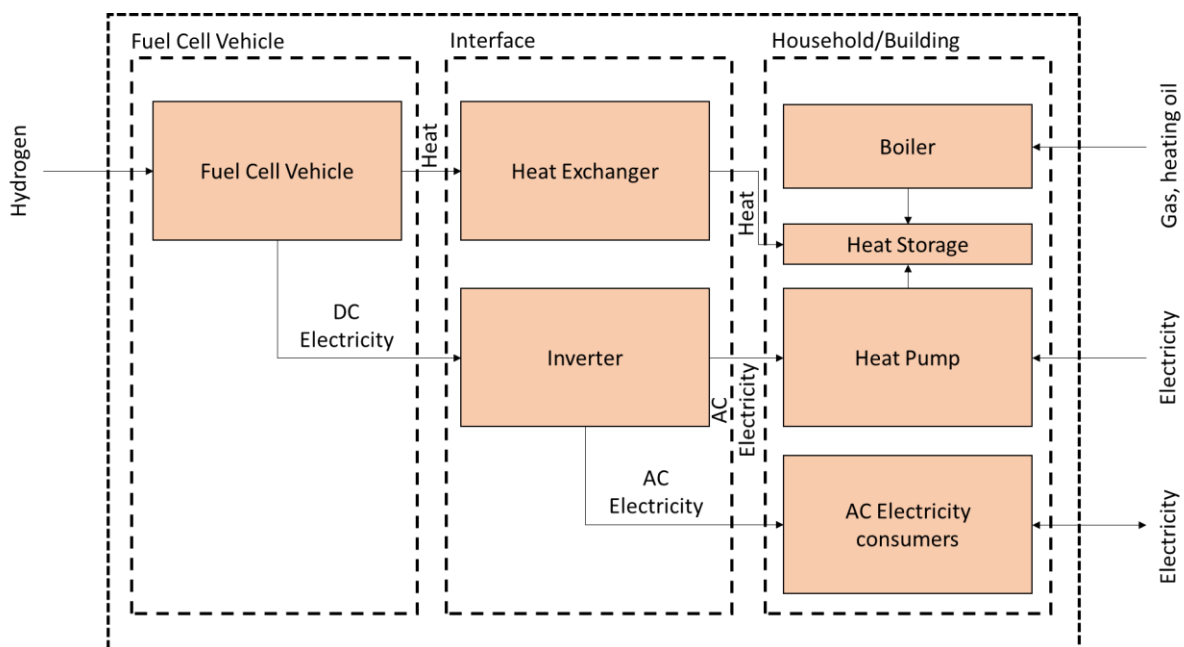 Fuel Cell Vehicle
Interface
Household/Building
Hydrogen
Fuel Cell Vehicle
Heat
Heat Exchanger
Heat
Boiler
Gas, heating oil
Heat Storage
DC
Electricity
Inverter
AC
Electricity
Heat Pump
Electricity
AC
Electricity
AC Electricity
consumers
Electricity